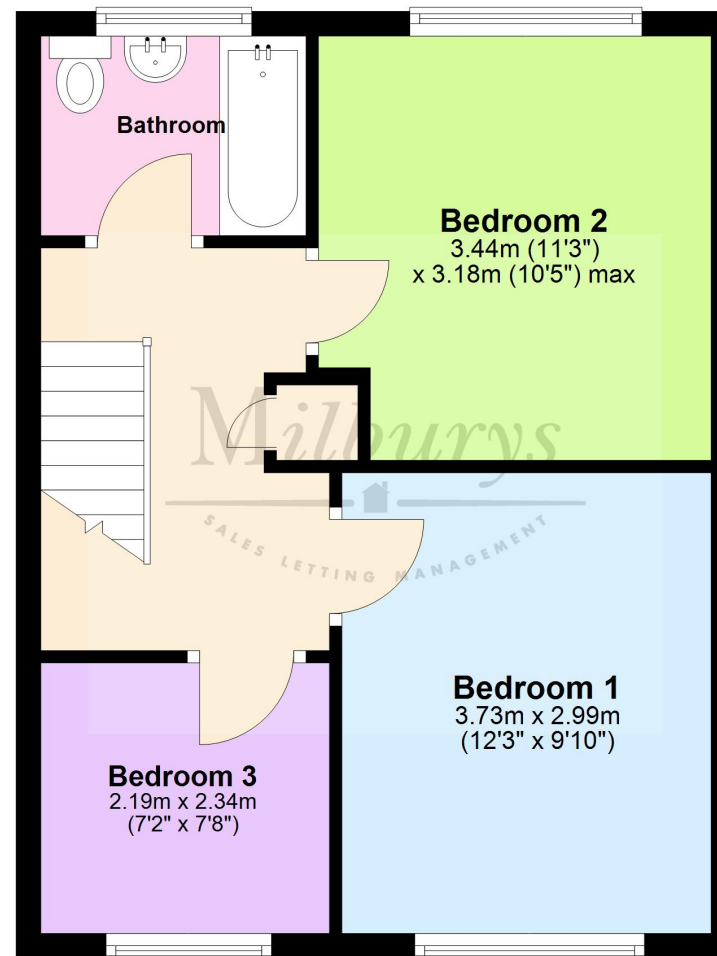 Bathroom
Bedroom 2
3.44m (11'3")
x 3.18m (10'5") max
Milburys
SALES LETTING MANAGEMENT
Bedroom 1
3.73m x 2.99m
(12'3" x 9'10")
Bedroom 3
2.19m x 2.34m
(7'2" x 7'8")